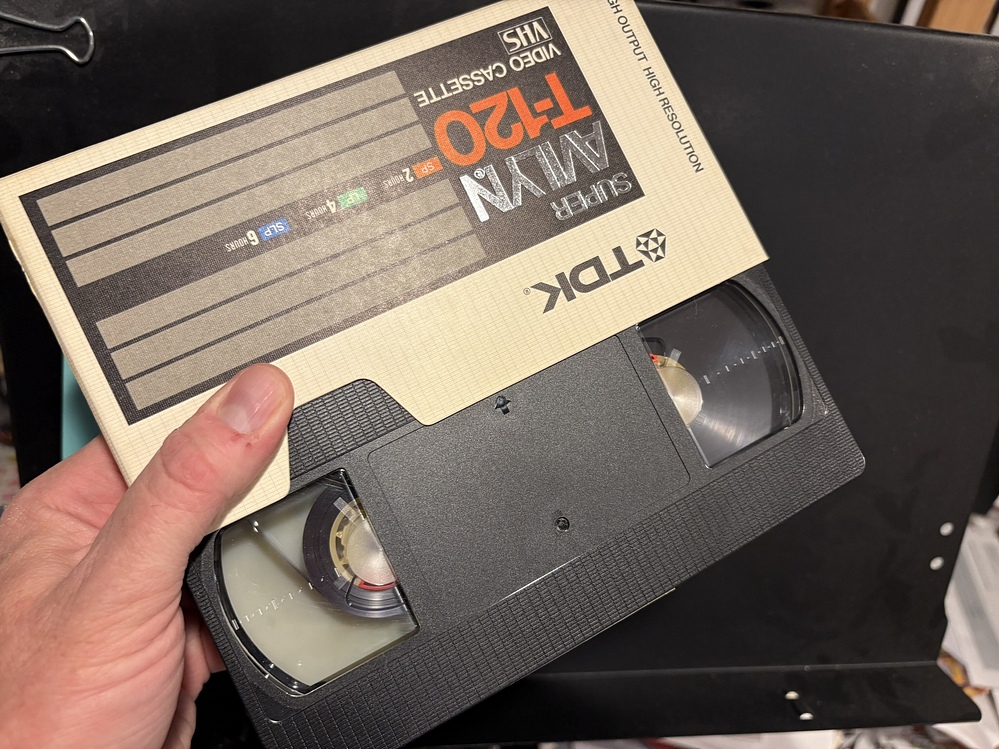 TDK®
SUPER
AVILYN®
T-120
VIDEO CASSETTE
VHS
SP 2 HOURS
LP 4 HOURS
SLP 6 HOURS
OUTPUT HIGH RESOLUTION